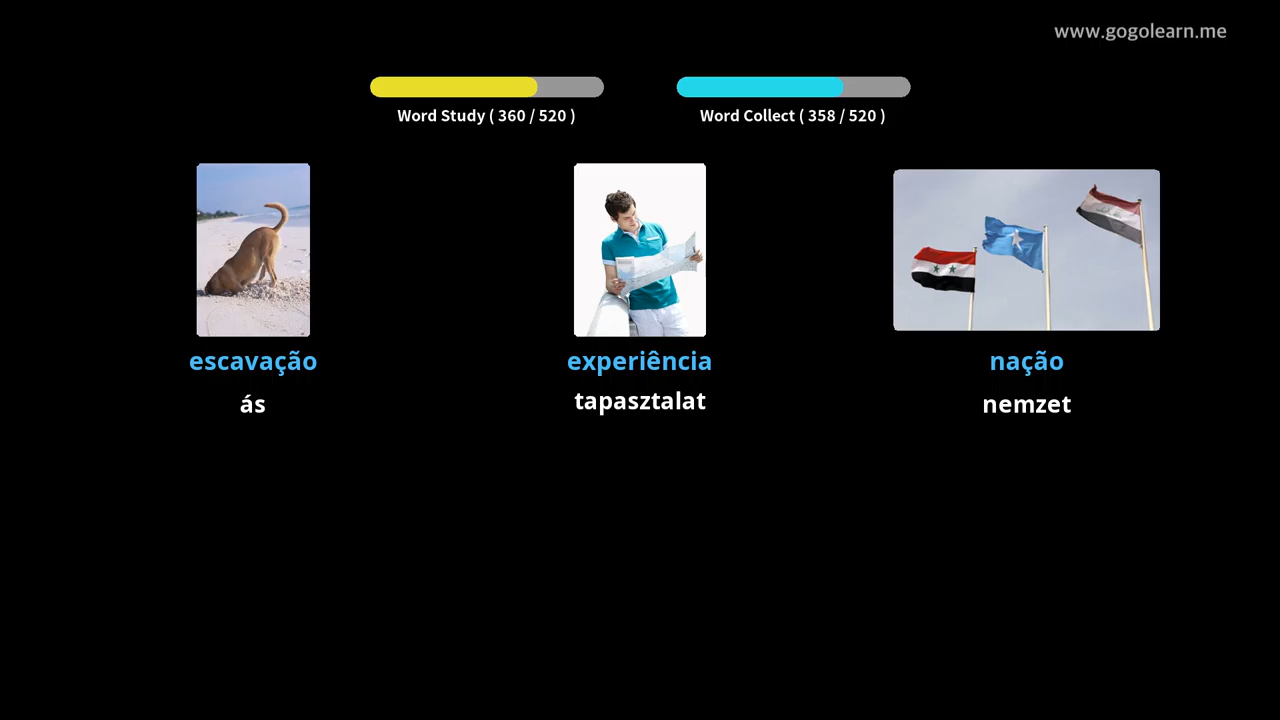 www.gogolearn.me
Word Study ( 360 / 520 )
Word Collect ( 358 / 520 )
escavação
experiência
nação
ás
tapasztalat
nemzet